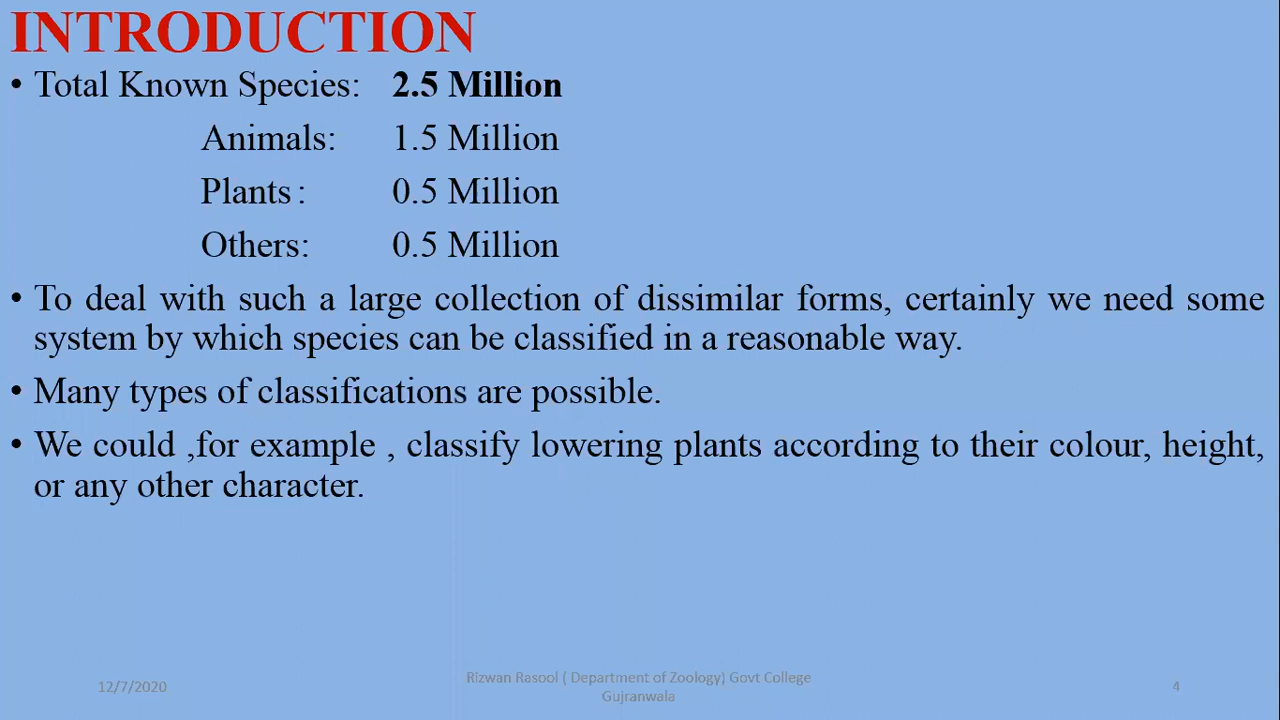 INTRODUCTION
• Total Known Species: 2.5 Million
Animals: 1.5 Million
Plants : 0.5 Million
Others: 0.5 Million
• To deal with such a large collection of dissimilar forms, certainly we need some
system by which species can be classified in a reasonable way.
• Many types of classifications are possible.
• We could ,for example , classify lowering plants according to their colour, height,
or any other character.
12/7/2020
Rizwan Rasool ( Department of Zoology) Govt College
Gujranwala
4